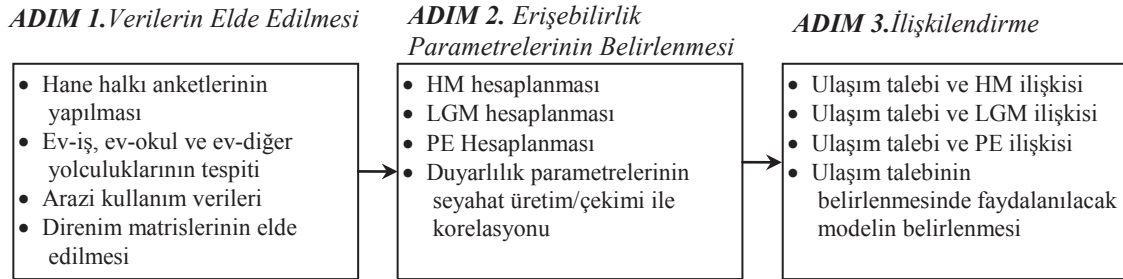 ADIM 1.Verilerin Elde Edilmesi
• Hane halkı anketlerinin
yapılması
• Ev-iş, ev-okul ve ev-diğer
yolculuklarının tespiti
• Arazi kullanım verileri
• Direnim matrislerinin elde
edilmesi
ADIM 2. Erişebilirlik
Parametrelerinin Belirlenmesi
• HM hesaplanması
• LGM hesaplanması
• PE Hesaplanması
• Duyarlılık parametrelerinin
seyahat üretim/çekimi ile
korelasyonu
ADIM 3.İlişkilendirme
• Ulaşım talebi ve HM ilişkisi
• Ulaşım talebi ve LGM ilişkisi
• Ulaşım talebi ve PE ilişkisi
• Ulaşım talebinin
belirlenmesinde faydalanılacak
modelin belirlenmesi